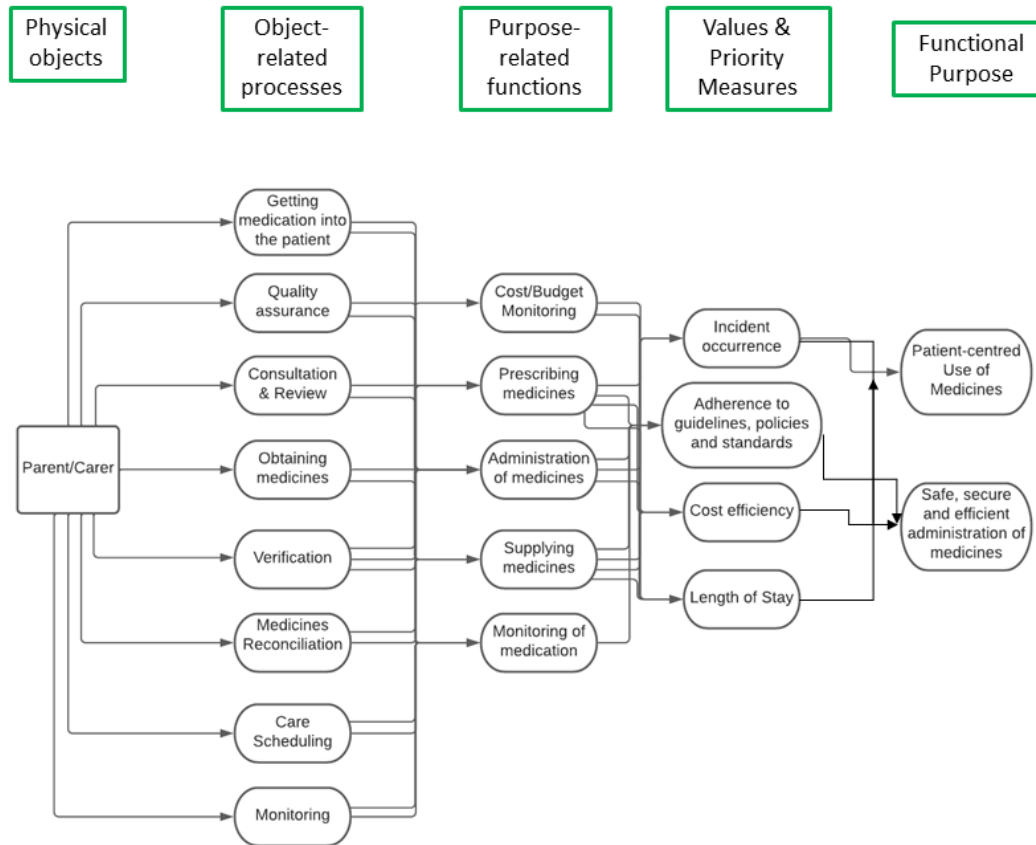 Physical
objects
Object-
related
processes
Purpose-
related
functions
Values &
Priority
Measures
Functional
Purpose
Parent/Carer
Getting
medication into
the patient
Quality
assurance
Consultation
& Review
Obtaining
medicines
Verification
Medicines
Reconciliation
Care
Scheduling
Monitoring
Cost/Budget
Monitoring
Prescribing
medicines
Administration
of medicines
Supplying
medicines
Monitoring of
medication
Incident
occurrence
Adherence to
guidelines, policies
and standards
Cost efficiency
Length of Stay
Patient-centred
Use of
Medicines
Safe, secure
and efficient
administration of
medicines